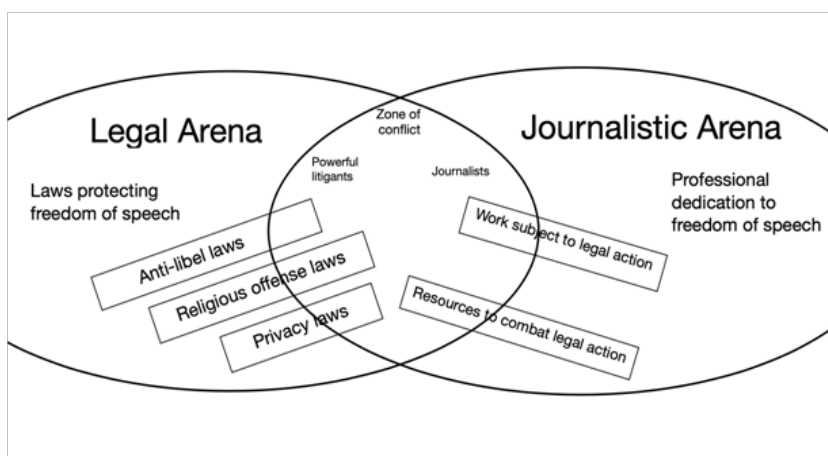 Zone of
conflict
Legal Arena
Journalistic Arena
Powerful
litigants
Journalists
Laws protecting
freedom of speech
Professional
dedication to
freedom of speech
Anti-libel laws
Religious offense laws
Privacy laws
Work subject to legal action
Resources to combat legal action